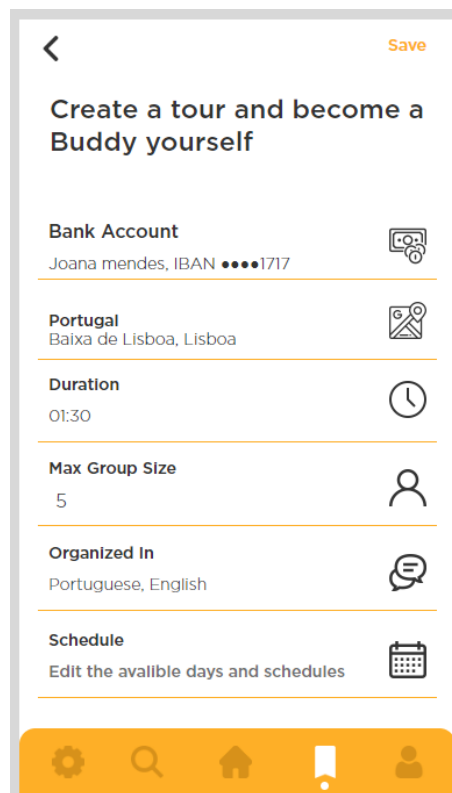 Save
Create a tour and become a
Buddy yourself
Bank Account
Joana mendes, IBAN ●●●●1717
Portugal
Baixa de Lisboa, Lisboa
Duration
01:30
Max Group Size
5
Organized In
Portuguese, English
Schedule
Edit the avalible days and schedules